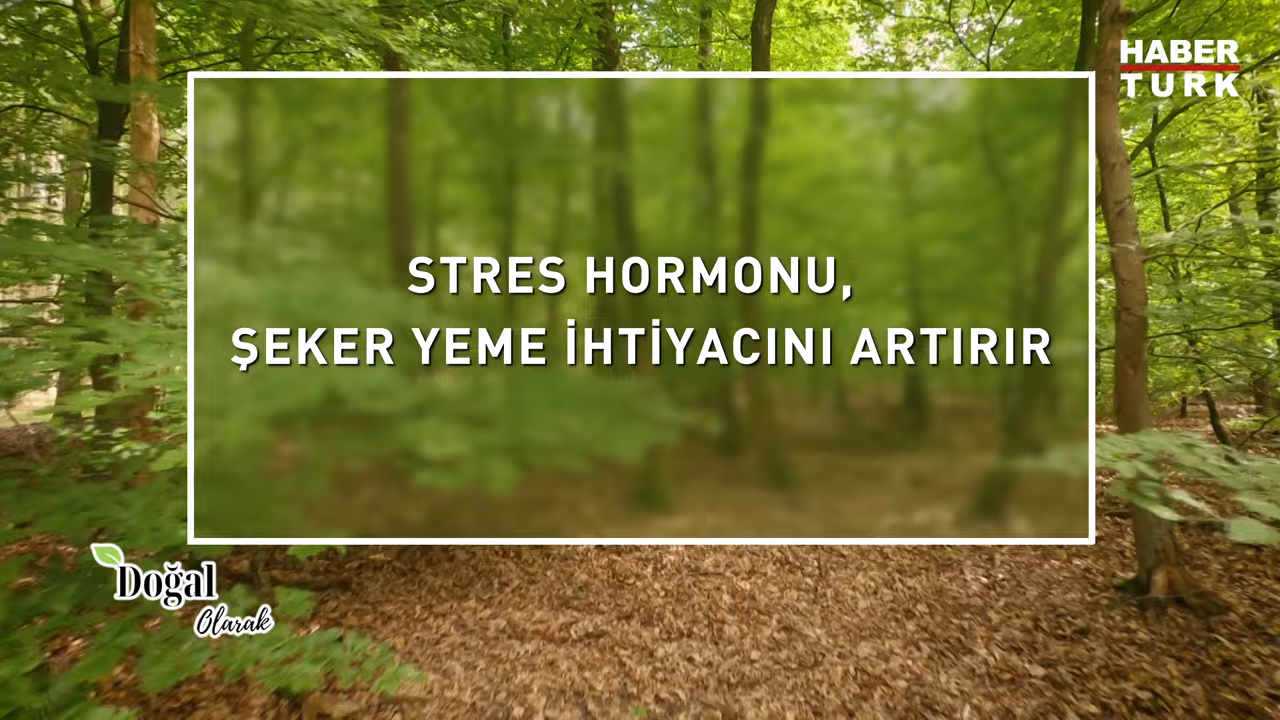 HABER
TURK
STRES HORMONU,
ŞEKER YEME İHTİYACINI ARTIRIR
Doğal
Olarak